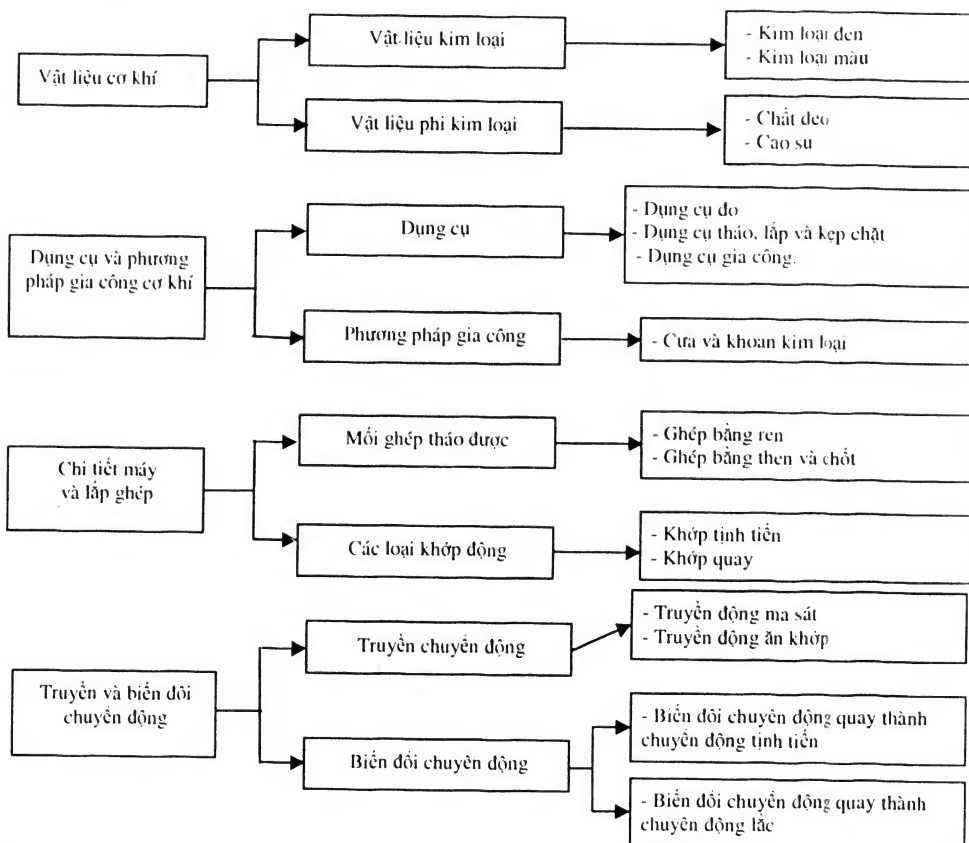 Vật liệu cơ khí
Vật liệu kim loại
- Kim loại đen
- Kim loại màu
Vật liệu phi kim loại
- Chất dẻo
- Cao su
Dụng cụ và phương
pháp gia công cơ khí
Dụng cụ
- Dụng cụ đo
- Dụng cụ tháo, lắp và kẹp chặt
- Dụng cụ gia công.
Phương pháp gia công
- Cưa và khoan kim loại
Chi tiết máy
và lắp ghép
Mối ghép tháo được
- Ghép bằng ren
- Ghép bằng then và chốt
Các loại khớp động
- Khớp tịnh tiến
- Khớp quay
Truyền và biến đổi
chuyển động
Truyền chuyển động
- Truyền động ma sát
- Truyền động ăn khớp
Biến đổi chuyển động
- Biến đổi chuyển động quay thành
chuyển động tịnh tiến
- Biến đổi chuyển động quay thành
chuyển động lắc